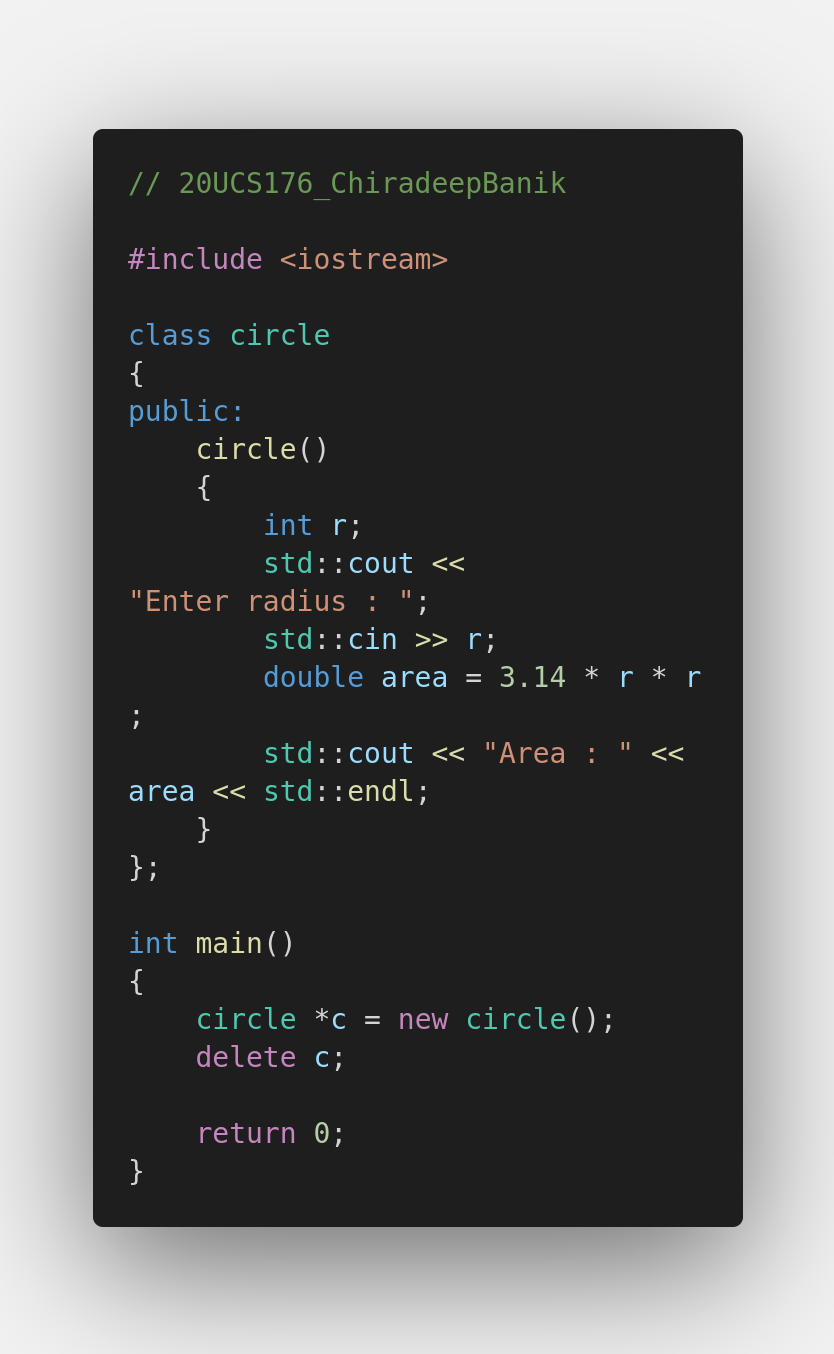 // 20UCS176_ChiradeepBanik

#include <iostream>

class circle
{
public:
    circle()
    {
        int r;
        std::cout <<
"Enter radius : ";
        std::cin >> r;
        double area = 3.14 * r * r
;
        std::cout << "Area : " <<
area << std::endl;
    }
};

int main()
{
    circle *c = new circle();
    delete c;

    return 0;
}